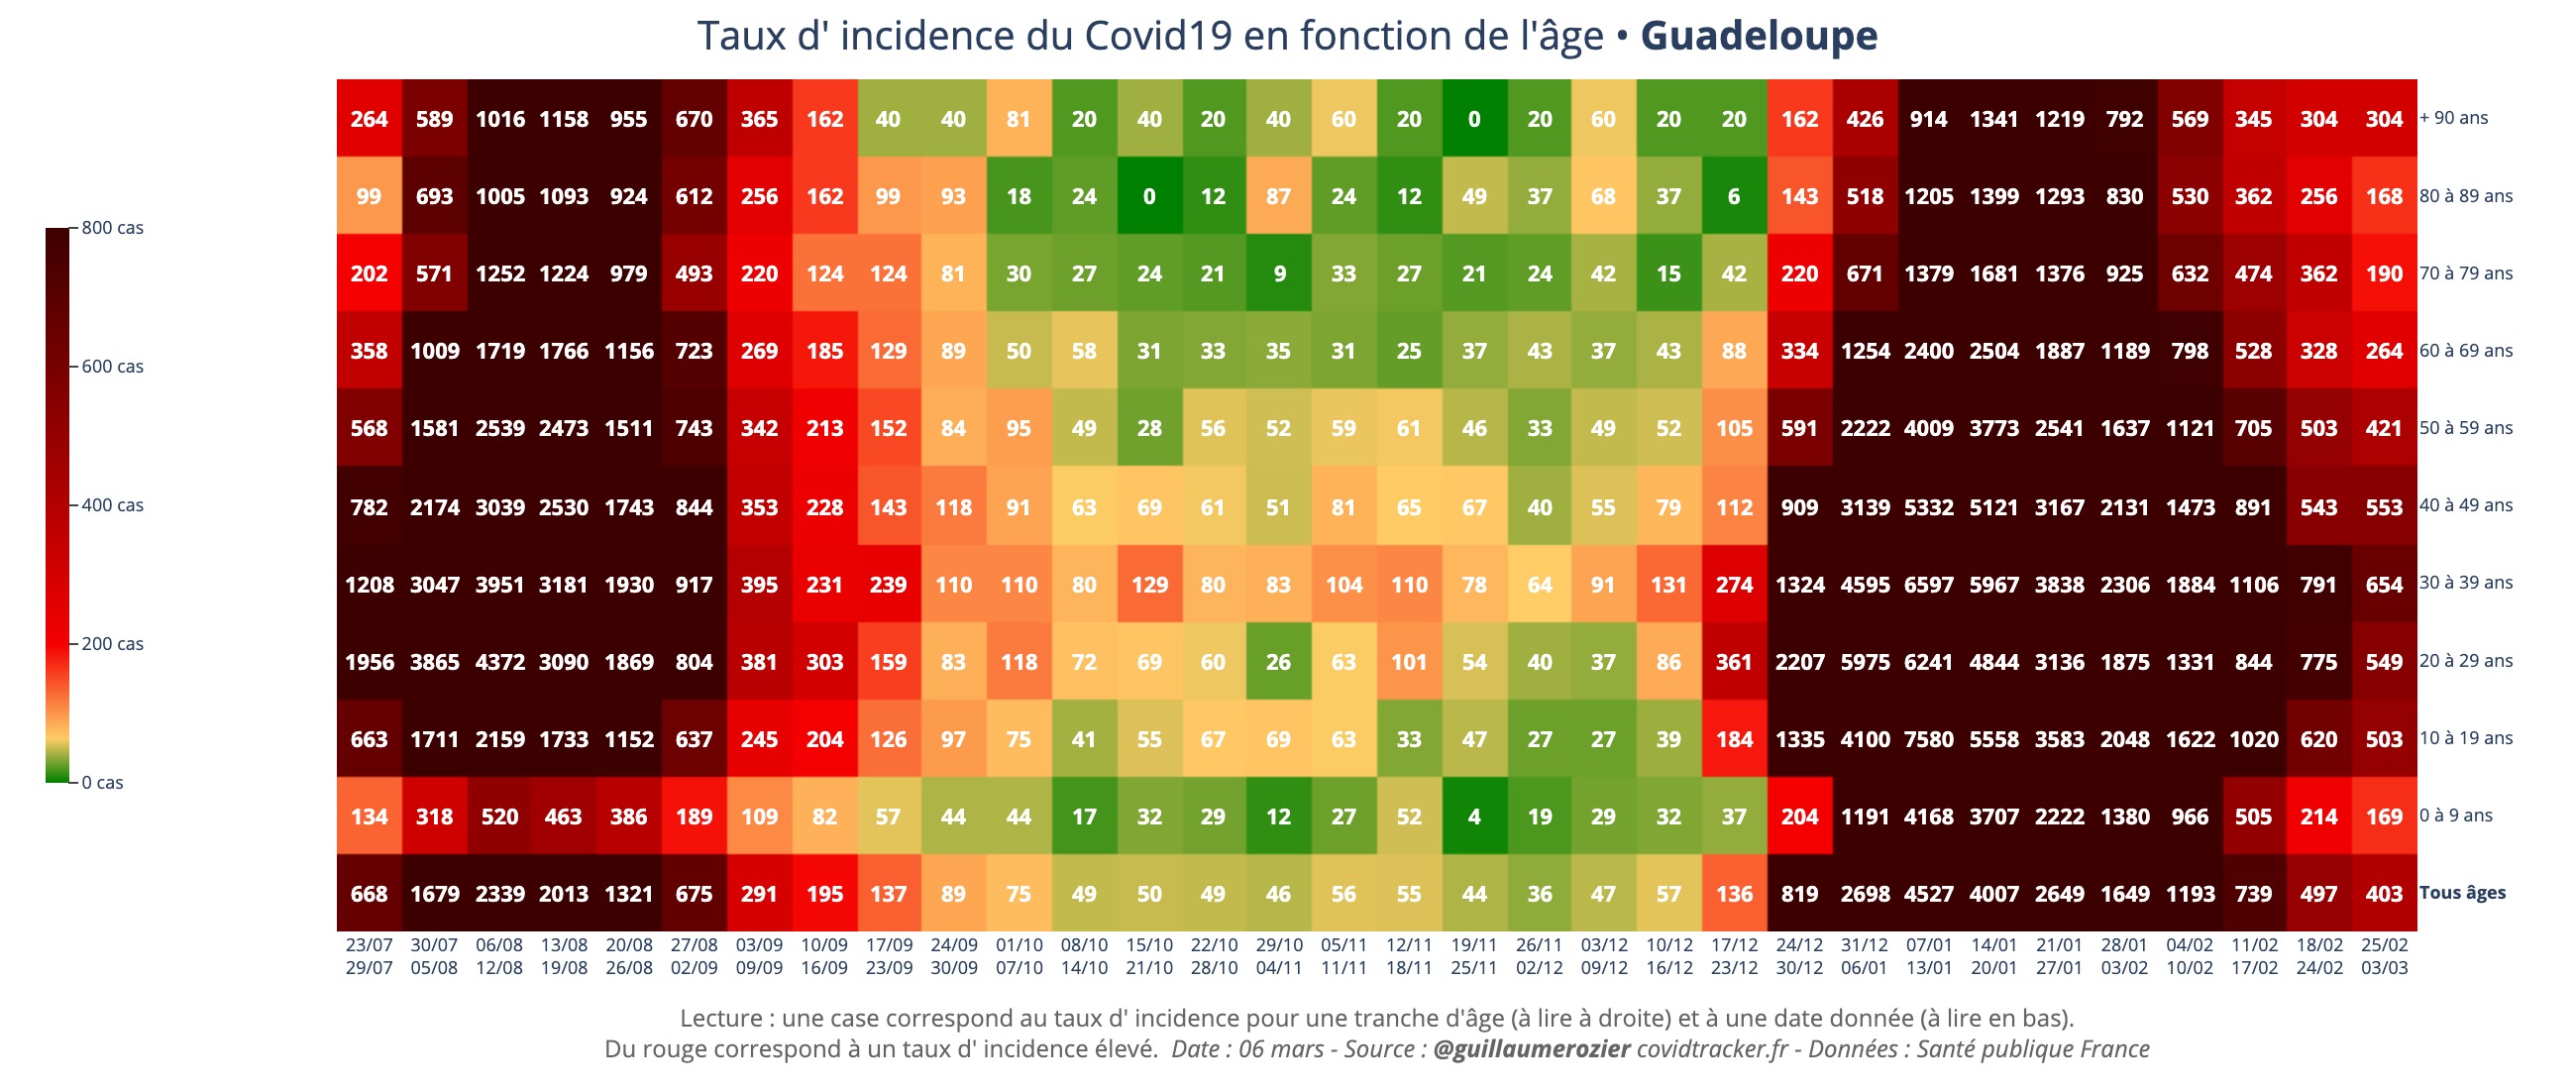 Taux d' incidence du Covid19 en fonction de l'âge • Guadeloupe
264 589 1016 1158 955 670 365 162 40 40 81 20 40 20 40 60 20 0 20 60 20 20 162 426 914 1341 1219 792 569 345 304 304 + 90 ans
99 693 1005 1093 924 612 256 162 99 93 18 24 0 12 87 24 12 49 37 68 37 6 143 518 1205 1399 1293 830 530 362 256 168 80 à 89 ans
800 cas
202 571 1252 1224 979 493 220 124 124 81 30 27 24 21 9 33 27 21 24 42 15 42 220 671 1379 1681 1376 925 632 474 362 190 70 à 79 ans
358 1009 1719 1766 1156 723 269 185 129 89 50 58 31 33 35 31 25 37 43 37 43 88 334 1254 2400 2504 1887 1189 798 528 328 264 60 à 69 ans
600 cas
568 1581 2539 2473 1511 743 342 213 152 84 95 49 28 56 52 59 61 46 33 49 52 105 591 2222 4009 3773 2541 1637 1121 705 503 421 50 à 59 ans
400 cas
782 2174 3039 2530 1743 844 353 228 143 118 91 63 69 61 51 81 65 67 40 55 79 112 909 3139 5332 5121 3167 2131 1473 891 543 553 40 à 49 ans
1208 3047 3951 3181 1930 917 395 231 239 110 110 80 129 80 83 104 110 78 64 91 131 274 1324 4595 6597 5967 3838 2306 1884 1106 791 654 30 à 39 ans
200 cas
1956 3865 4372 3090 1869 804 381 303 159 83 118 72 69 60 26 63 101 54 40 37 86 361 2207 5975 6241 4844 3136 1875 1331 844 775 549 20 à 29 ans
663 1711 2159 1733 1152 637 245 204 126 97 75 41 55 67 69 63 33 47 27 27 39 184 1335 4100 7580 5558 3583 2048 1622 1020 620 503 10 à 19 ans
0 cas
134 318 520 463 386 189 109 82 57 44 44 17 32 29 12 27 52 4 19 29 32 37 204 1191 4168 3707 2222 1380 966 505 214 169 0 à 9 ans
668 1679 2339 2013 1321 675 291 195 137 89 75 49 50 49 46 56 55 44 36 47 57 136 819 2698 4527 4007 2649 1649 1193 739 497 403 Tous âges
23/07 30/07 06/08 13/08 20/08 27/08 03/09 10/09 17/09 24/09 01/10 08/10 15/10 22/10 29/10 05/11 12/11 19/11 26/11 03/12 10/12 17/12 24/12 31/12 07/01 14/01 21/01 28/01 04/02 11/02 18/02 25/02
29/07 05/08 12/08 19/08 26/08 02/09 09/09 16/09 23/09 30/09 07/10 14/10 21/10 28/10 04/11 11/11 18/11 25/11 02/12 09/12 16/12 23/12 30/12 06/01 13/01 20/01 27/01 03/02 10/02 17/02 24/02 03/03
Lecture : une case correspond au taux d' incidence pour une tranche d'âge (à lire à droite) et à une date donnée (à lire en bas).
Du rouge correspond à un taux d' incidence élevé. Date : 06 mars - Source : @guillaumerozier covidtracker.fr - Données : Santé publique France